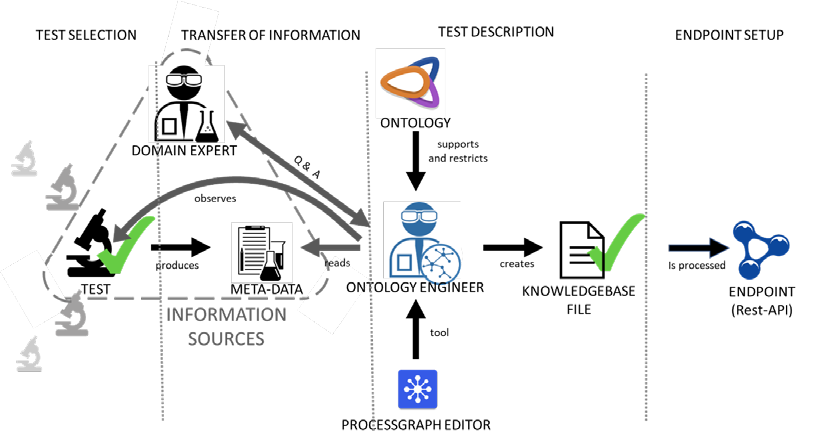 TEST SELECTION
TRANSFER OF INFORMATION
TEST DESCRIPTION
ENDPOINT SETUP
DOMAIN EXPERT
ONTOLOGY
supports
and restricts
Q & A
observes
produces
reads
creates
Is processed
TEST
META-DATA
ONTOLOGY ENGINEER
KNOWLEDGEBASE
FILE
ENDPOINT
(Rest-API)
INFORMATION
SOURCES
tool
PROCESSGRAPH EDITOR